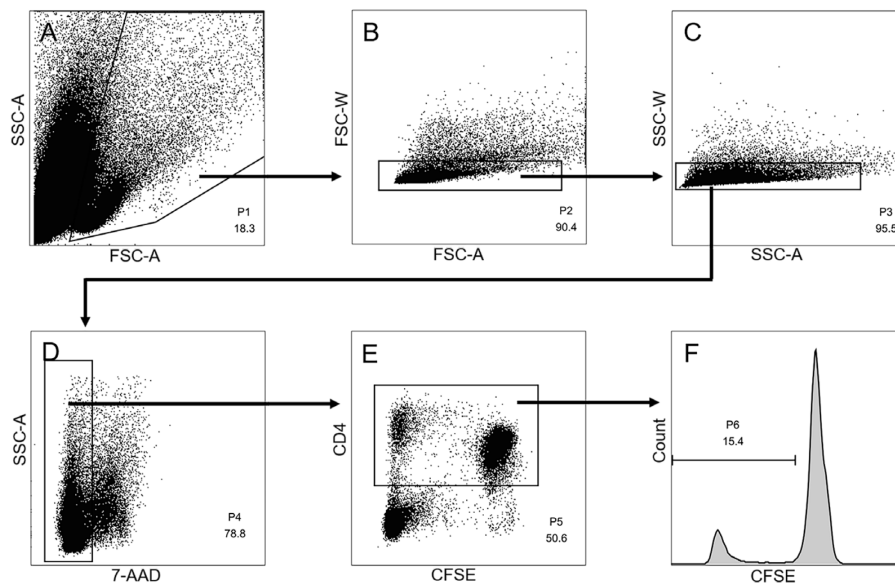 A
SSC-A
P1
18.3
FSC-A
B
FSC-W
P2
90.4
FSC-A
C
SSC-W
P3
95.5
SSC-A
D
SSC-A
P4
78.8
7-AAD
E
CD4
P5
50.6
CFSE
F
Count
P6
15.4
CFSE